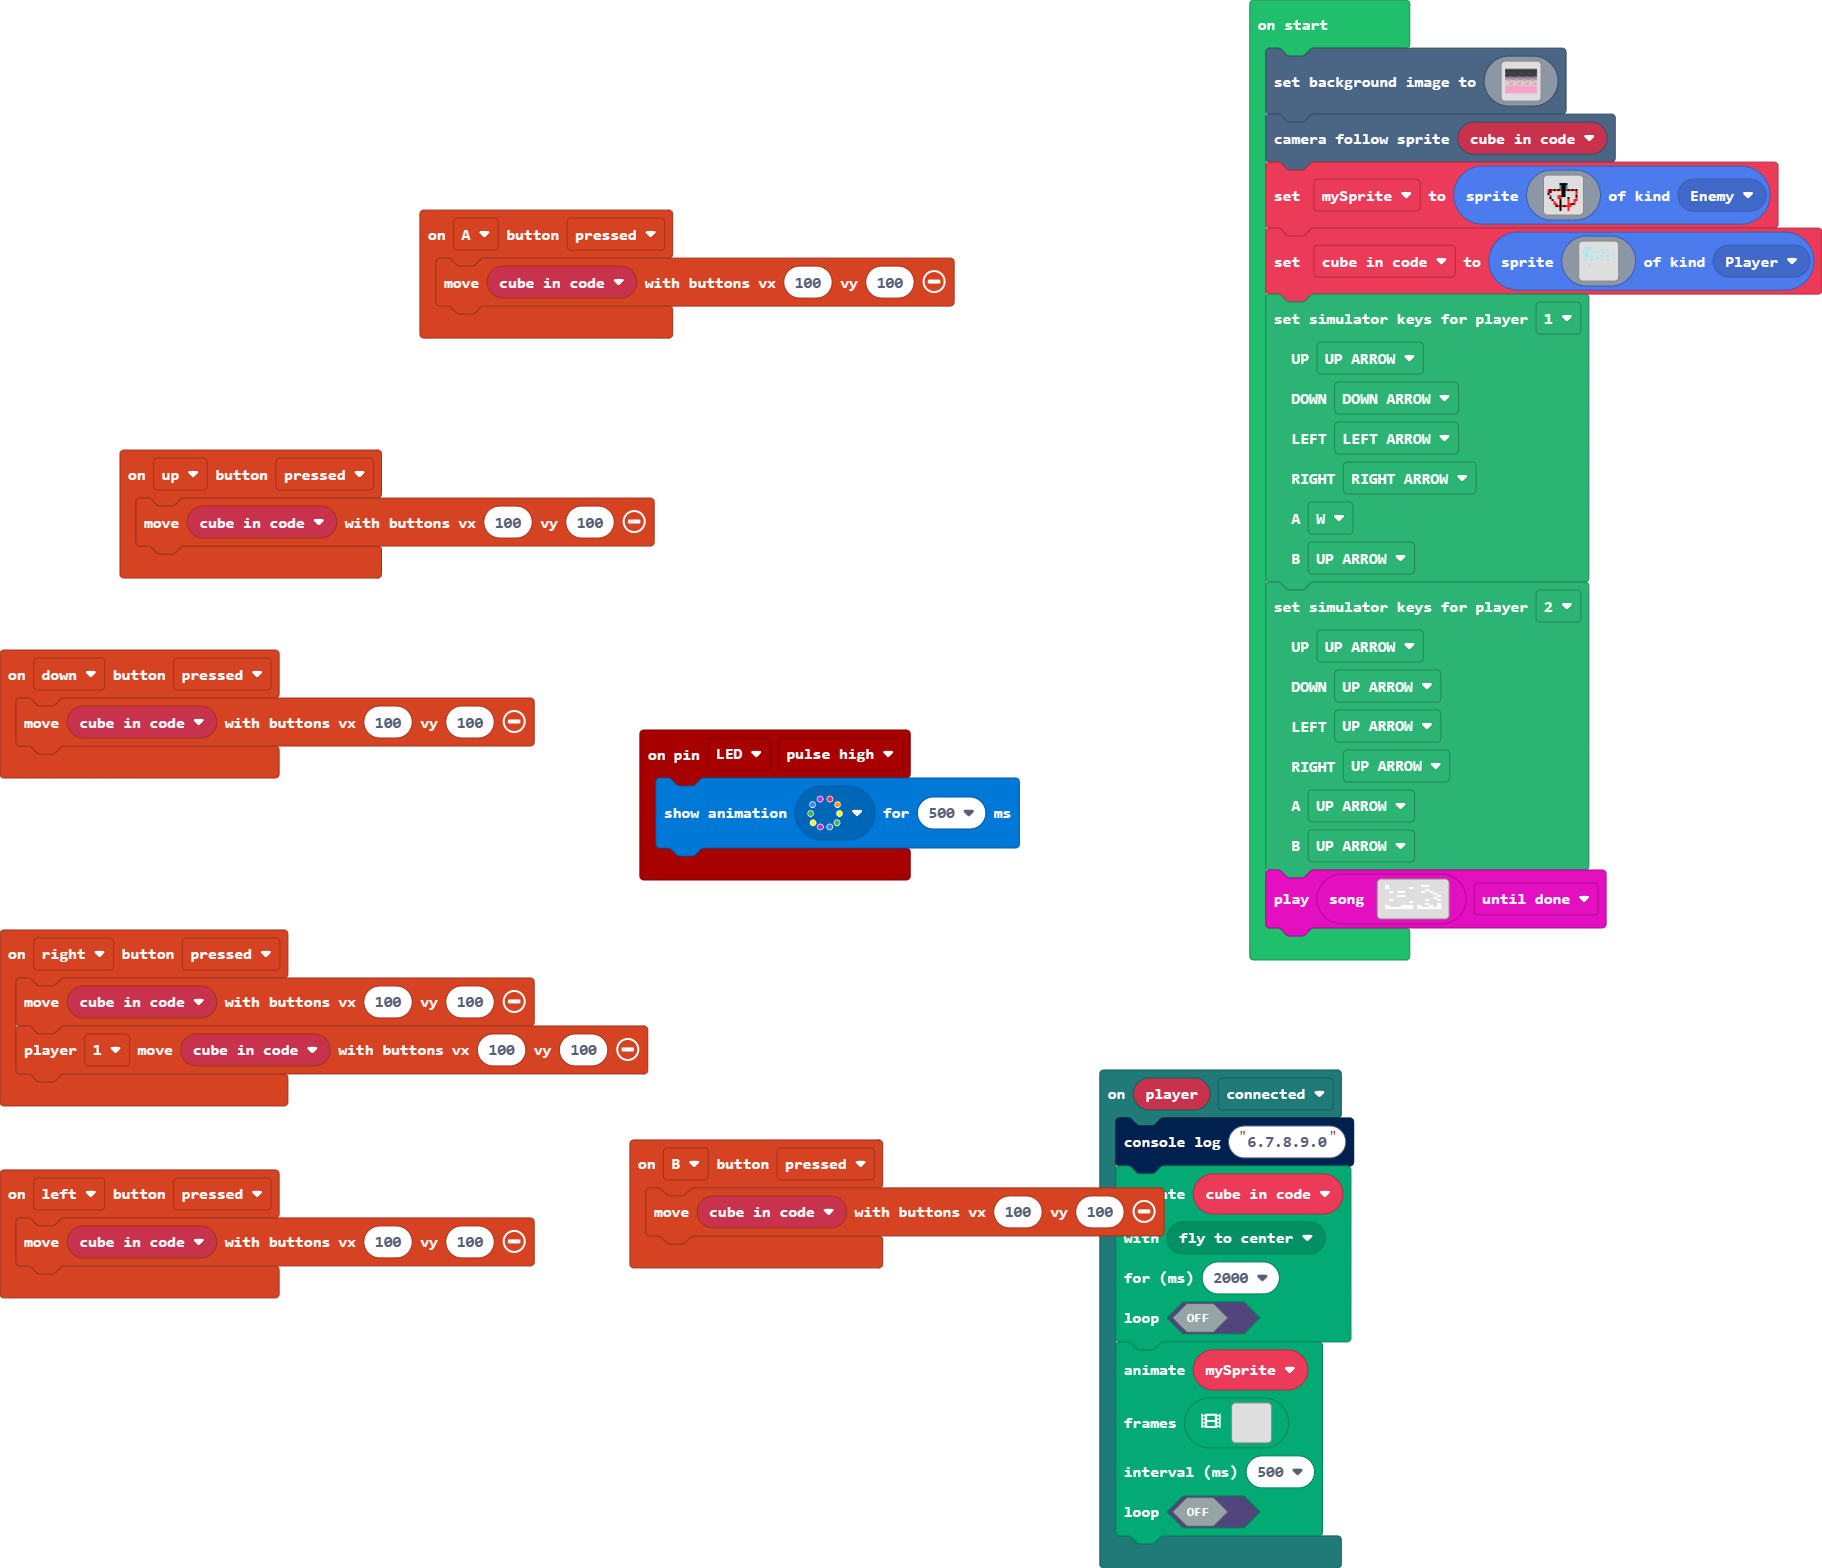 on start
set background image to
camera follow sprite cube in code
set mySprite to sprite of kind Enemy
set cube in code to sprite of kind Player
set simulator keys for player 1
UP UP ARROW
DOWN DOWN ARROW
LEFT LEFT ARROW
RIGHT RIGHT ARROW
A W
B UP ARROW
set simulator keys for player 2
UP UP ARROW
DOWN UP ARROW
LEFT UP ARROW
RIGHT UP ARROW
A UP ARROW
B UP ARROW
play song until done
on A button pressed
move cube in code with buttons vx 100 vy 100
on up button pressed
move cube in code with buttons vx 100 vy 100
on down button pressed
move cube in code with buttons vx 100 vy 100
on pin LED pulse high
show animation for 500 ms
on right button pressed
move cube in code with buttons vx 100 vy 100
player 1 move cube in code with buttons vx 100 vy 100
on left button pressed
move cube in code with buttons vx 100 vy 100
on B button pressed
move cube in code with buttons vx 100 vy 100
on player connected
console log "6.7.8.9.0"
cube in code
with fly to center
for (ms) 2000
loop OFF
animate mySprite
frames
interval (ms) 500
loop OFF